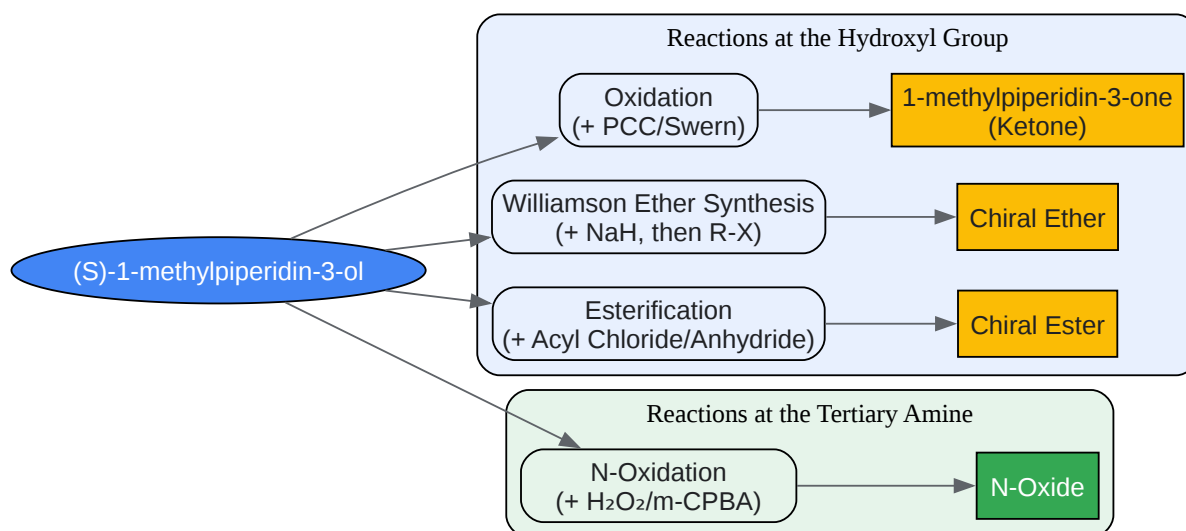 Reactions at the Hydroxyl Group
Oxidation
(+ PCC/Swern)
1-methylpiperidin-3-one
(Ketone)
Williamson Ether Synthesis
(+ NaH, then R-X)
Chiral Ether
(S)-1-methylpiperidin-3-ol
Esterification
(+ Acyl Chloride/Anhydride)
Chiral Ester
Reactions at the Tertiary Amine
N-Oxidation
(+ H₂O₂/m-CPBA)
N-Oxide